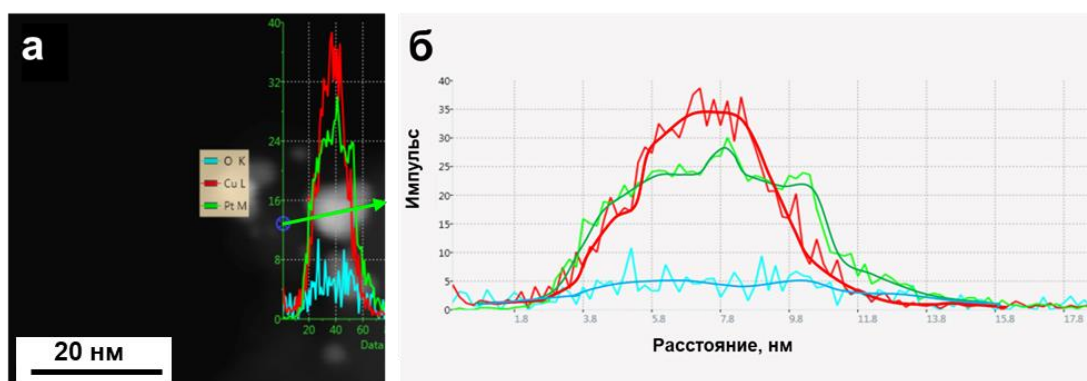 а
40
32
24
16
8
0
O K
Cu L
Pt M
20 40 60
Data
20 нм
б
Импульс
40
35
30
25
20
15
10
5
0
1.8 3.8 5.8 7.8 9.8 11.8 13.8 15.8 17.8
Расстояние, нм